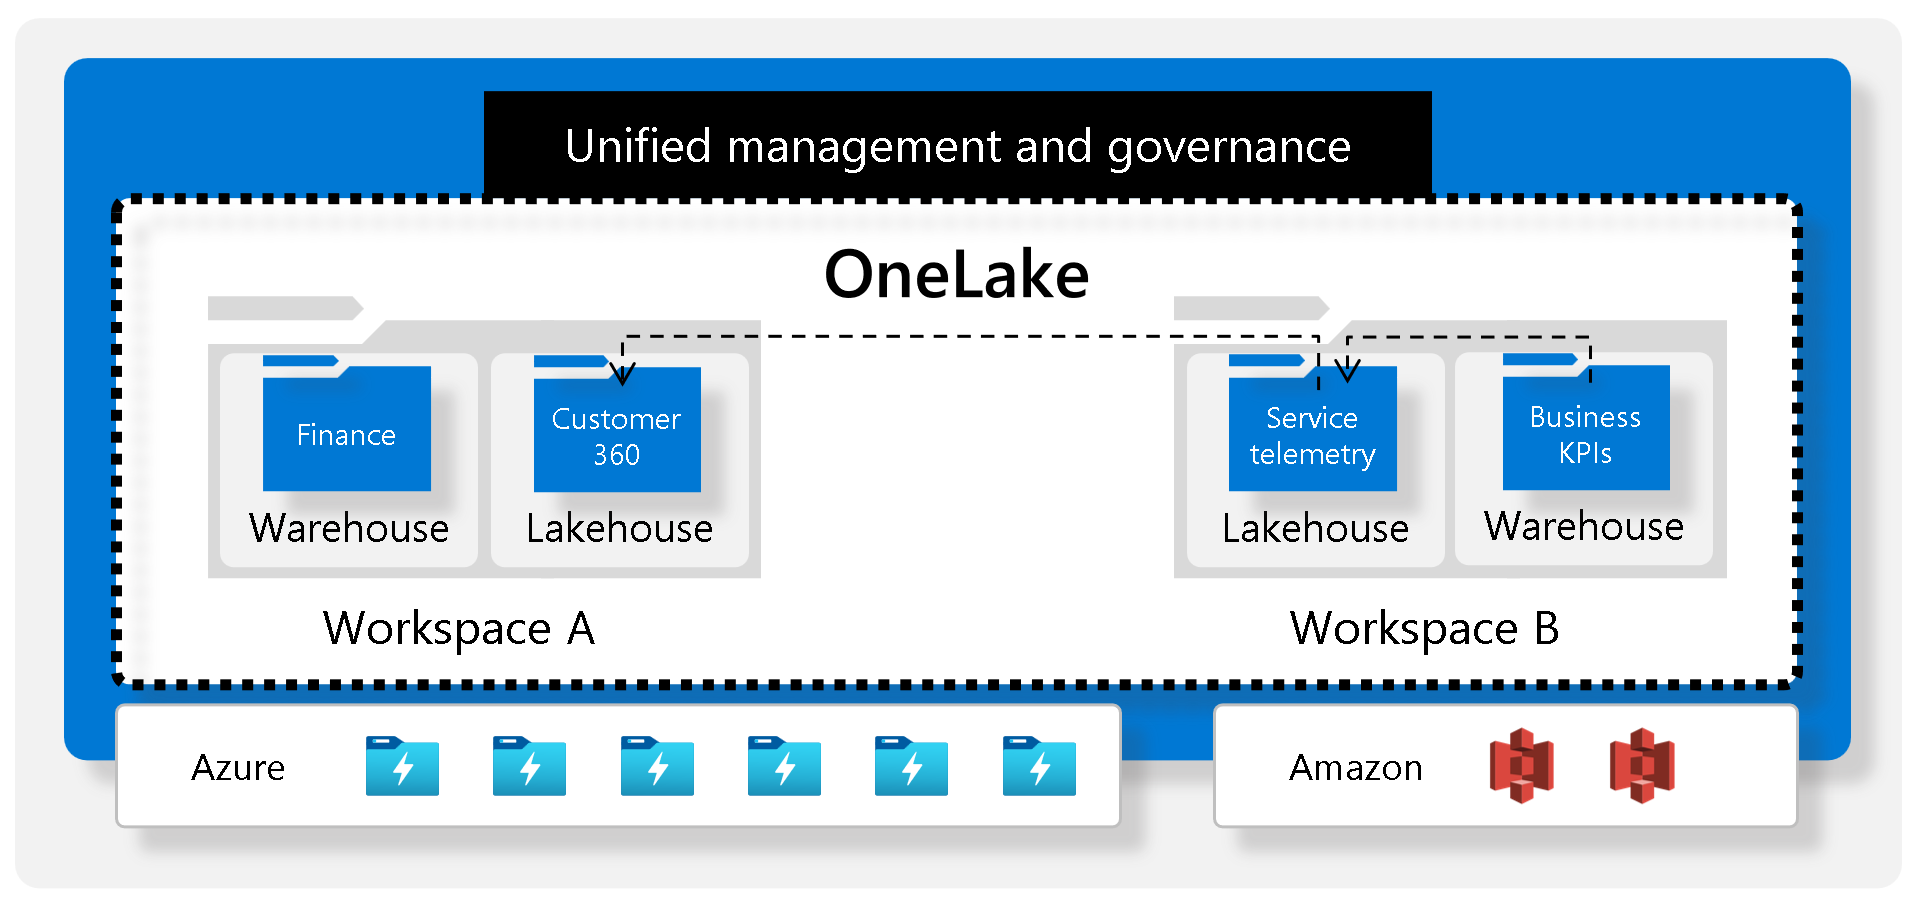 Unified management and governance
OneLake
Finance
Warehouse
Customer
360
Lakehouse
Workspace A
Service
telemetry
Lakehouse
Business
KPIs
Warehouse
Workspace B
Azure
Amazon